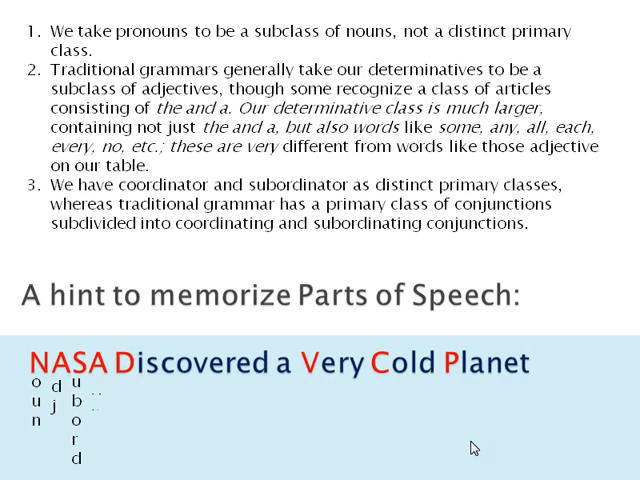 1. We take pronouns to be a subclass of nouns, not a distinct primary
class.
2. Traditional grammars generally take our determinatives to be a
subclass of adjectives, though some recognize a class of articles
consisting of the and a. Our determinative class is much larger,
containing not just the and a, but also words like some, any, all, each,
every, no, etc.; these are very different from words like those adjective
on our table.
3. We have coordinator and subordinator as distinct primary classes,
whereas traditional grammar has a primary class of conjunctions
subdivided into coordinating and subordinating conjunctions.
A hint to memorize Parts of Speech:
NASA Discovered a Very Cold Planet
oun
dj
ubord